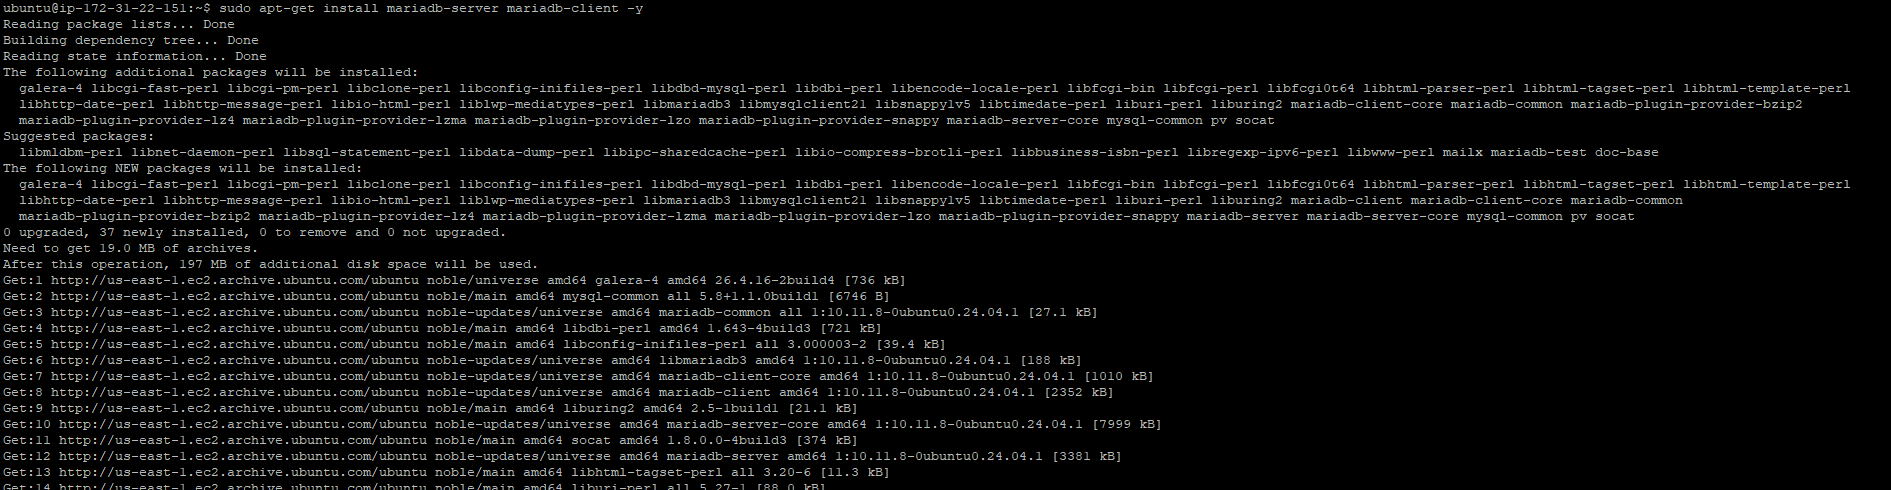 ubuntu@ip-172-31-22-151:~$ sudo apt-get install mariadb-server mariadb-client -y
Reading package lists... Done
Building dependency tree... Done
Reading state information... Done
The following additional packages will be installed:
  galera-4 libcgi-fast-perl libcgi-pm-perl libclone-perl libconfig-inifiles-perl libdbd-mysql-perl libdbi-perl libencode-locale-perl libfcgi-bin libfcgi-perl libfcgi0t64 libhtml-parser-perl libhtml-tagset-perl libhtml-template-perl
  libhttp-date-perl libhttp-message-perl libio-html-perl liblwp-mediatypes-perl libmariadb3 libmysqlclient21 libsnappy1v5 libtimedate-perl liburi-perl liburing2 mariadb-client-core mariadb-common mariadb-plugin-provider-bzip2
  mariadb-plugin-provider-lz4 mariadb-plugin-provider-lzma mariadb-plugin-provider-lzo mariadb-plugin-provider-snappy mariadb-server-core mysql-common pv socat
Suggested packages:
  libmldbm-perl libnet-daemon-perl libsql-statement-perl libdata-dump-perl libipc-sharedcache-perl libio-compress-brotli-perl libbusiness-isbn-perl libregexp-ipv6-perl libwww-perl mailx mariadb-test doc-base
The following NEW packages will be installed:
  galera-4 libcgi-fast-perl libcgi-pm-perl libclone-perl libconfig-inifiles-perl libdbd-mysql-perl libdbi-perl libencode-locale-perl libfcgi-bin libfcgi-perl libfcgi0t64 libhtml-parser-perl libhtml-tagset-perl libhtml-template-perl
  libhttp-date-perl libhttp-message-perl libio-html-perl liblwp-mediatypes-perl libmariadb3 libmysqlclient21 libsnappy1v5 libtimedate-perl liburi-perl liburing2 mariadb-client mariadb-client-core mariadb-common
  mariadb-plugin-provider-bzip2 mariadb-plugin-provider-lz4 mariadb-plugin-provider-lzma mariadb-plugin-provider-lzo mariadb-plugin-provider-snappy mariadb-server mariadb-server-core mysql-common pv socat
0 upgraded, 37 newly installed, 0 to remove and 0 not upgraded.
Need to get 19.0 MB of archives.
After this operation, 197 MB of additional disk space will be used.
Get:1 http://us-east-1.ec2.archive.ubuntu.com/ubuntu noble/universe amd64 galera-4 amd64 26.4.16-2build4 [736 kB]
Get:2 http://us-east-1.ec2.archive.ubuntu.com/ubuntu noble/main amd64 mysql-common all 5.8+1.1.0build1 [6746 B]
Get:3 http://us-east-1.ec2.archive.ubuntu.com/ubuntu noble-updates/universe amd64 mariadb-common all 1:10.11.8-0ubuntu0.24.04.1 [27.1 kB]
Get:4 http://us-east-1.ec2.archive.ubuntu.com/ubuntu noble/main amd64 libdbi-perl amd64 1.643-4build3 [721 kB]
Get:5 http://us-east-1.ec2.archive.ubuntu.com/ubuntu noble/main amd64 libconfig-inifiles-perl all 3.000003-2 [39.4 kB]
Get:6 http://us-east-1.ec2.archive.ubuntu.com/ubuntu noble-updates/universe amd64 libmariadb3 amd64 1:10.11.8-0ubuntu0.24.04.1 [188 kB]
Get:7 http://us-east-1.ec2.archive.ubuntu.com/ubuntu noble-updates/universe amd64 mariadb-client-core amd64 1:10.11.8-0ubuntu0.24.04.1 [1010 kB]
Get:8 http://us-east-1.ec2.archive.ubuntu.com/ubuntu noble-updates/universe amd64 mariadb-client amd64 1:10.11.8-0ubuntu0.24.04.1 [2352 kB]
Get:9 http://us-east-1.ec2.archive.ubuntu.com/ubuntu noble/main amd64 liburing2 amd64 2.5-1build1 [21.1 kB]
Get:10 http://us-east-1.ec2.archive.ubuntu.com/ubuntu noble-updates/universe amd64 mariadb-server-core amd64 1:10.11.8-0ubuntu0.24.04.1 [7999 kB]
Get:11 http://us-east-1.ec2.archive.ubuntu.com/ubuntu noble/main amd64 socat amd64 1.8.0.0-4build3 [374 kB]
Get:12 http://us-east-1.ec2.archive.ubuntu.com/ubuntu noble-updates/universe amd64 mariadb-server amd64 1:10.11.8-0ubuntu0.24.04.1 [3381 kB]
Get:13 http://us-east-1.ec2.archive.ubuntu.com/ubuntu noble/main amd64 libhtml-tagset-perl all 3.20-6 [11.3 kB]
Get:14 http://us-east-1.ec2.archive.ubuntu.com/ubuntu noble/main amd64 liburi-perl all 5.27-1 [88.0 kB]